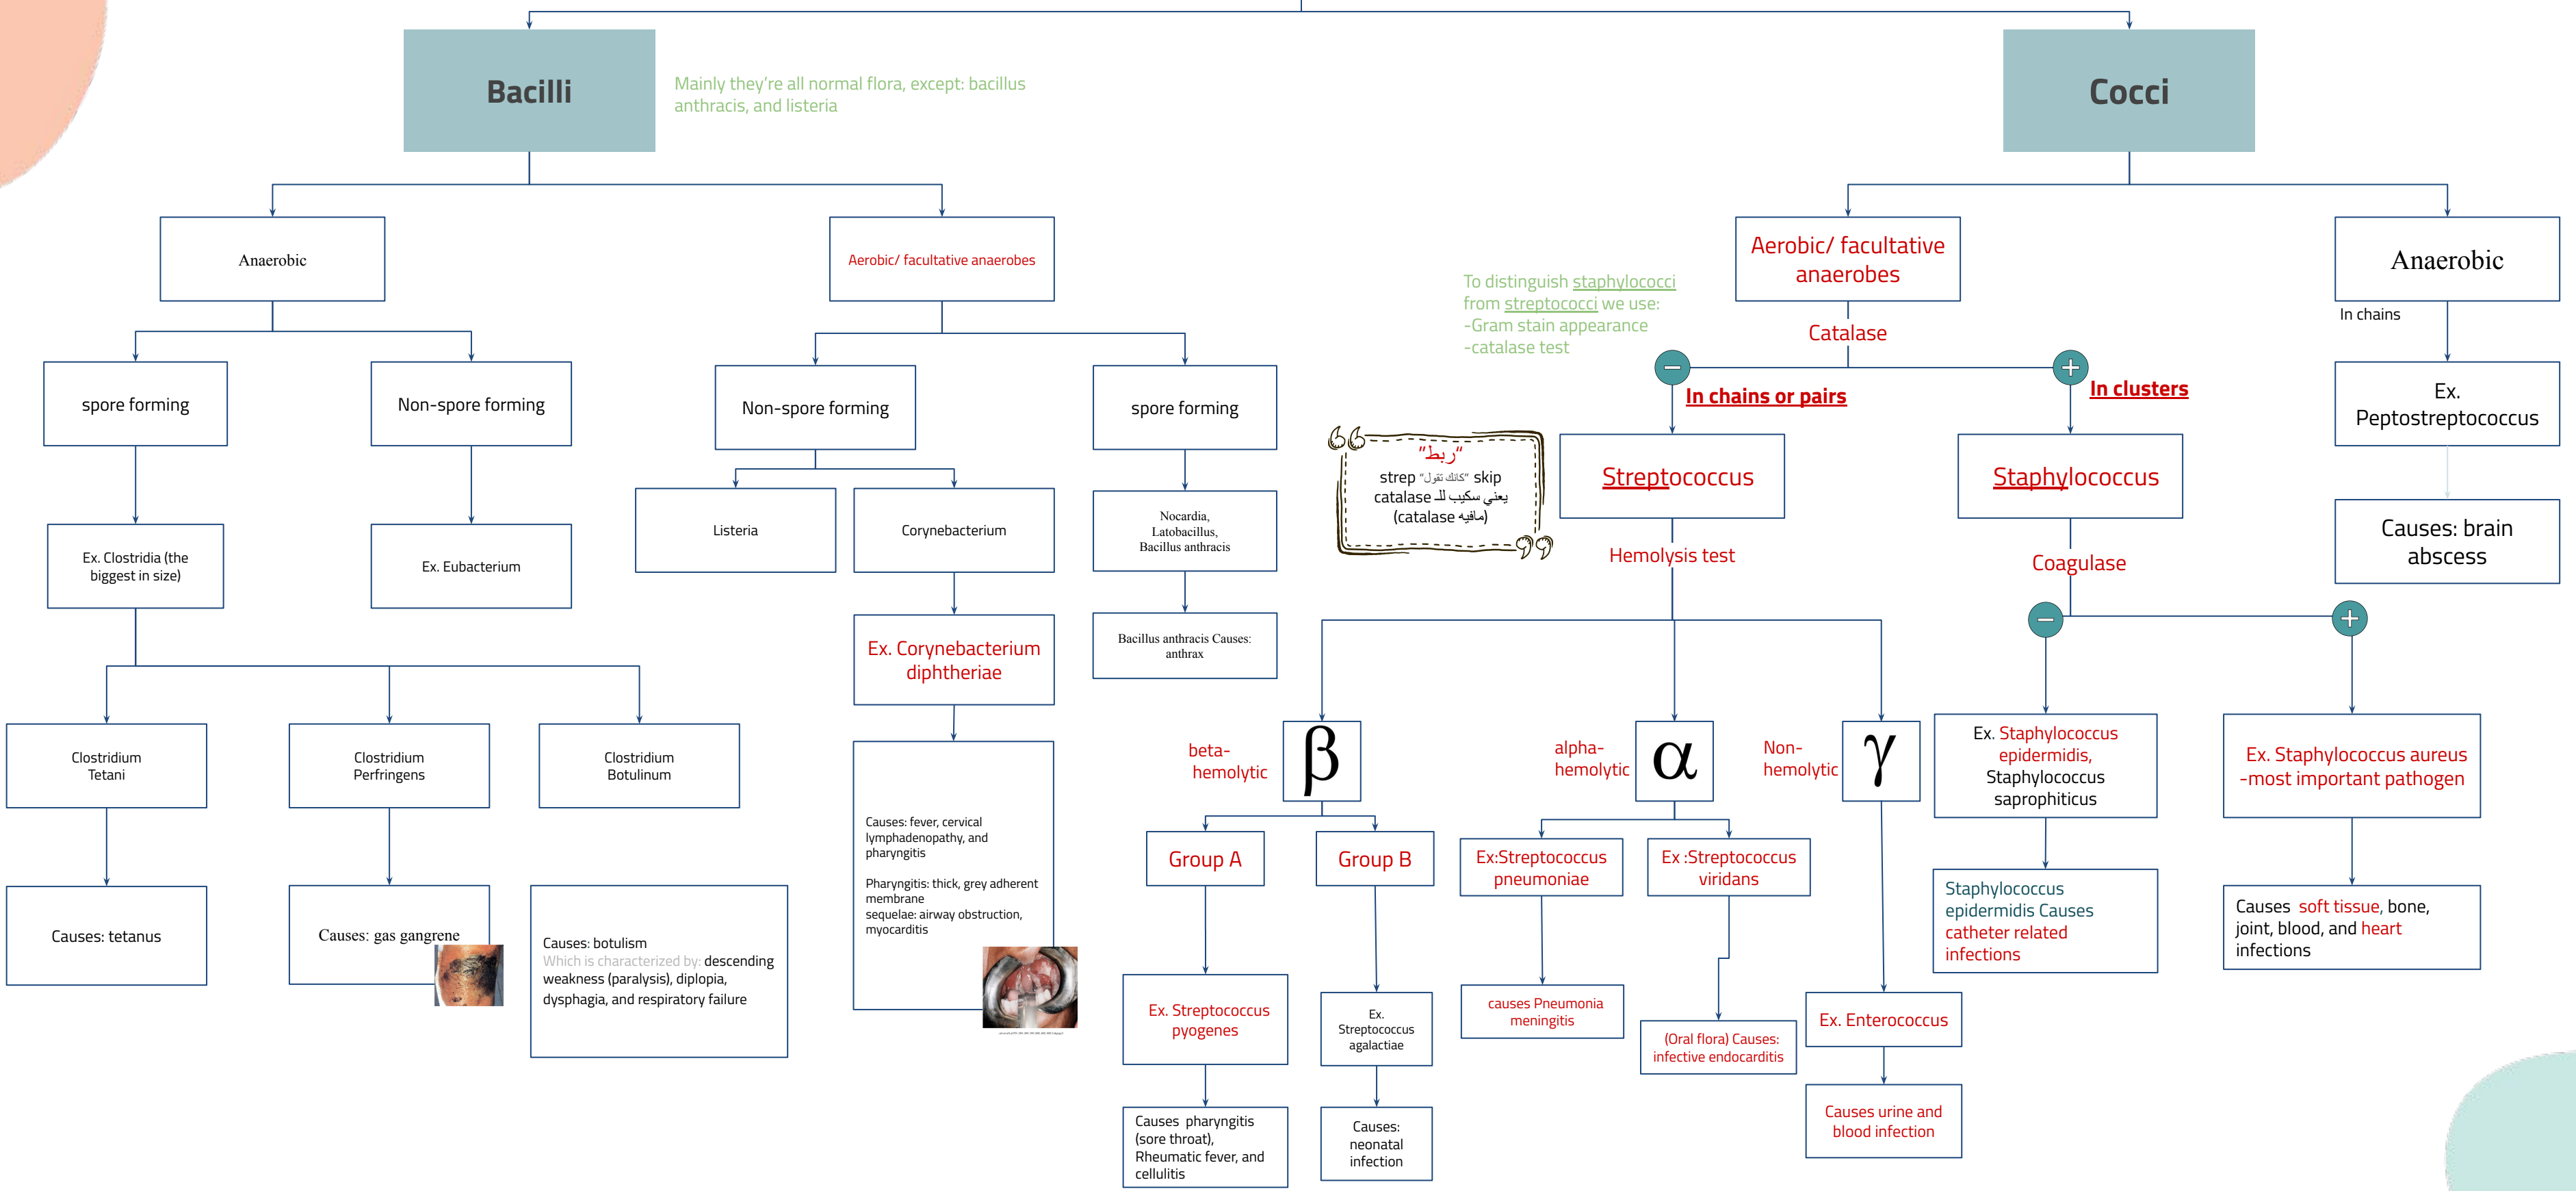 Bacilli
Mainly they're all normal flora, except: bacillus
anthracis, and listeria
Cocci
Anaerobic
Aerobic/ facultative anaerobes
Aerobic/ facultative
anaerobes
Anaerobic
To distinguish staphylococci
from streptococci we use:
-Gram stain appearance
-catalase test
Catalase
In chains
spore forming
Non-spore forming
Non-spore forming
spore forming
In chains or pairs
In clusters
Ex.
Peptostreptococcus
"ربط"
strep "كانك تقول" skip
يعني سكيب للـ catalase
(مافيه catalase)
Streptococcus
Staphylococcus
Ex. Clostridia (the
biggest in size)
Ex. Eubacterium
Listeria
Corynebacterium
Nocardia,
Latobacillus,
Bacillus anthracis
Hemolysis test
Coagulase
Causes: brain
abscess
Ex. Corynebacterium
diphtheriae
Bacillus anthracis Causes:
anthrax
Clostridium
Tetani
Clostridium
Perfringens
Clostridium
Botulinum
beta-
hemolytic
β
alpha-
hemolytic
α
Non-
hemolytic
γ
Ex. Staphylococcus
epidermidis,
Staphylococcus
saprophiticus
Ex. Staphylococcus aureus
-most important pathogen
Causes: fever, cervical
lymphadenopathy, and
pharyngitis
Pharyngitis: thick, grey adherent
membrane
sequelae: airway obstruction,
myocarditis
Group A
Group B
Ex:Streptococcus
pneumoniae
Ex :Streptococcus
viridans
Staphylococcus
epidermidis Causes
catheter related
infections
Causes soft tissue, bone,
joint, blood, and heart
infections
Causes: tetanus
Causes: gas gangrene
Causes: botulism
Which is characterized by: descending
weakness (paralysis), diplopia,
dysphagia, and respiratory failure
Ex. Streptococcus
pyogenes
Ex.
Streptococcus
agalactiae
causes Pneumonia
meningitis
(Oral flora) Causes:
infective endocarditis
Ex. Enterococcus
Causes pharyngitis
(sore throat),
Rheumatic fever, and
cellulitis
Causes:
neonatal
infection
Causes urine and
blood infection